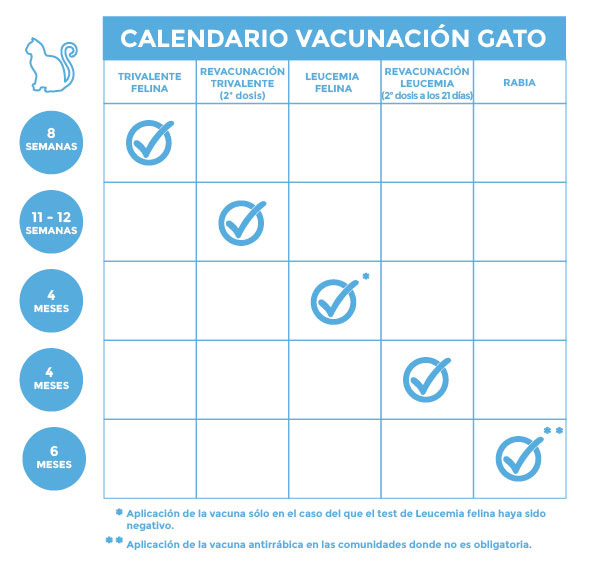 CALENDARIO VACUNACIÓN GATO
TRIVALENTE
FELINA
REVACUNACIÓN
TRIVALENTE
(2ª dosis)
LEUCEMIA
FELINA
REVACUNACIÓN
LEUCEMIA
(2ª dosis a los 21 días)
RABIA
8
SEMANAS
11 - 12
SEMANAS
4
MESES
*
4
MESES
6
MESES
**
* Aplicación de la vacuna sólo en el caso del que el test de Leucemia felina haya sido
negativo.
** Aplicación de la vacuna antirrábica en las comunidades donde no es obligatoria.